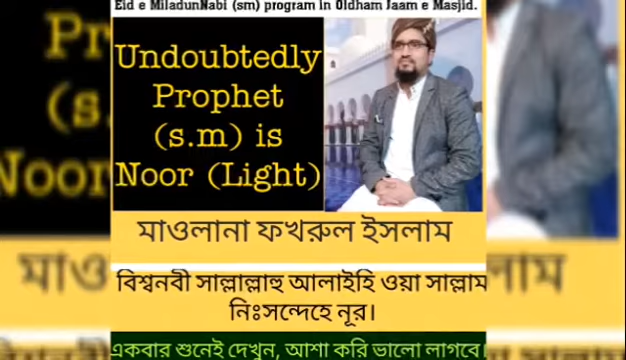 Eid e MiladunNabi (sm) program in Oldham Jaam e Masjid.
Undoubtedly
Prophet
(s.m) is
Noor (Light)
মাওলানা ফখরুল ইসলাম
বিশ্বনবী সাল্লাল্লাহু আলাইহি ওয়া সাল্লাম
নিঃসন্দেহে নূর।
একবার শুনেই দেখুন, আশা করি ভালো লাগবে।